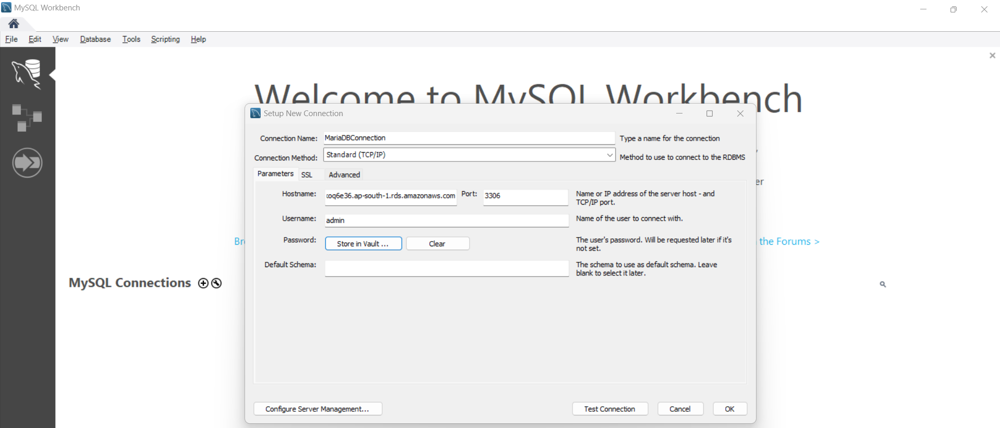 MySQL Workbench
File Edit View Database Tools Scripting Help
Welcome to MySQL Workbench
Setup New Connection
Connection Name: MariaDBConnection Type a name for the connection
Connection Method: Standard (TCP/IP) Method to use to connect to the RDBMS
Parameters SSL Advanced
Hostname: oq6e36.ap-south-1.rds.amazonaws.com Port: 3306 Name or IP address of the server host - and
TCP/IP port.
Username: admin Name of the user to connect with.
Password: Store in Vault ... Clear The user's password. Will be requested later if it's
not set.
the Forums >
Default Schema: The schema to use as default schema. Leave
blank to select it later.
MySQL Connections
Configure Server Management... Test Connection Cancel OK